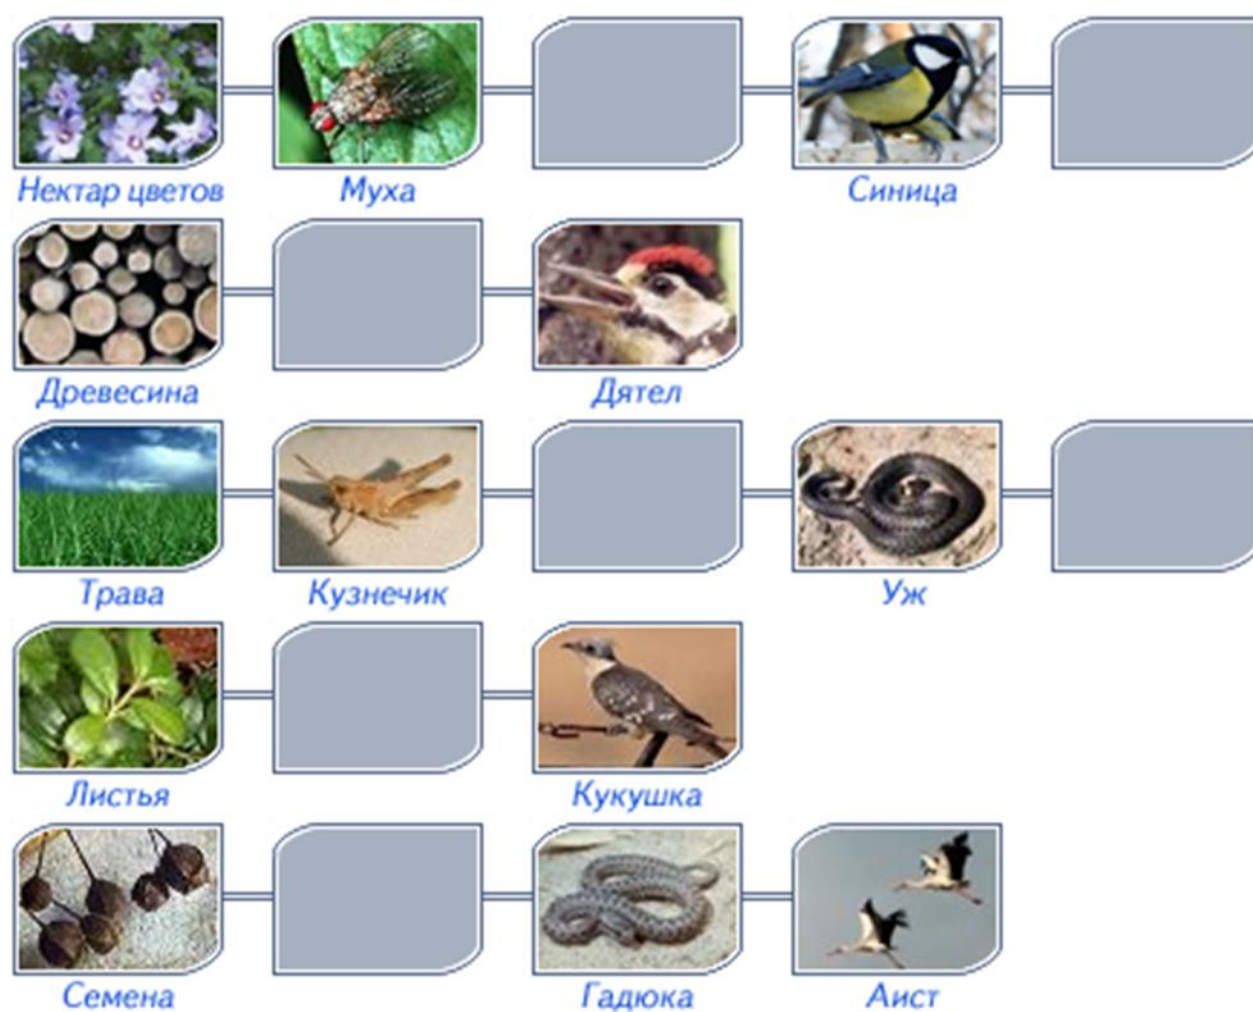 Нектар цветов Муха Синица
Древесина Дятел
Трава Кузнечик Уж
Листья Кукушка
Семена Гадюка Аист